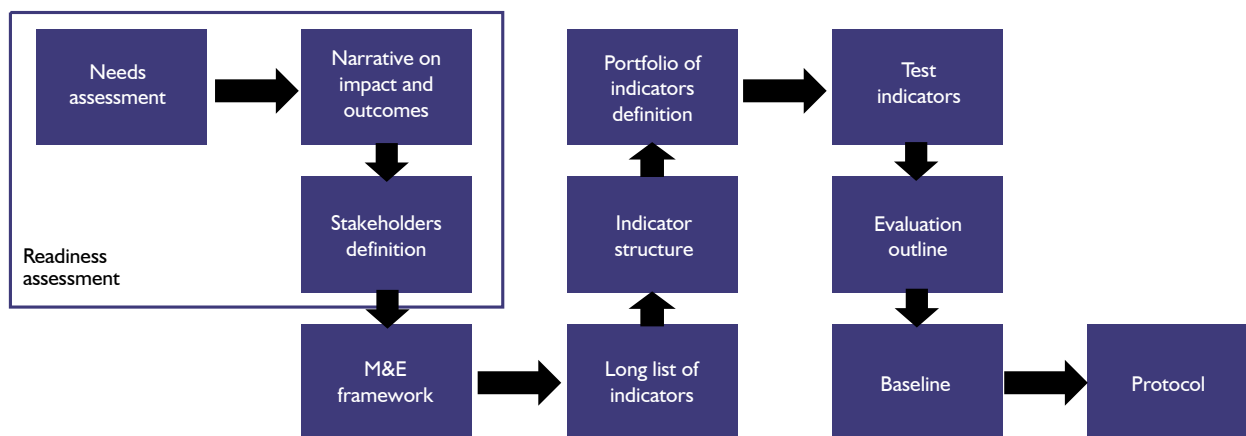 Needs
assessment
Narrative on
impact and
outcomes
Stakeholders
definition
Readiness
assessment
M&E
framework
Long list of
indicators
Indicator
structure
Portfolio of
indicators
definition
Test
indicators
Evaluation
outline
Baseline
Protocol